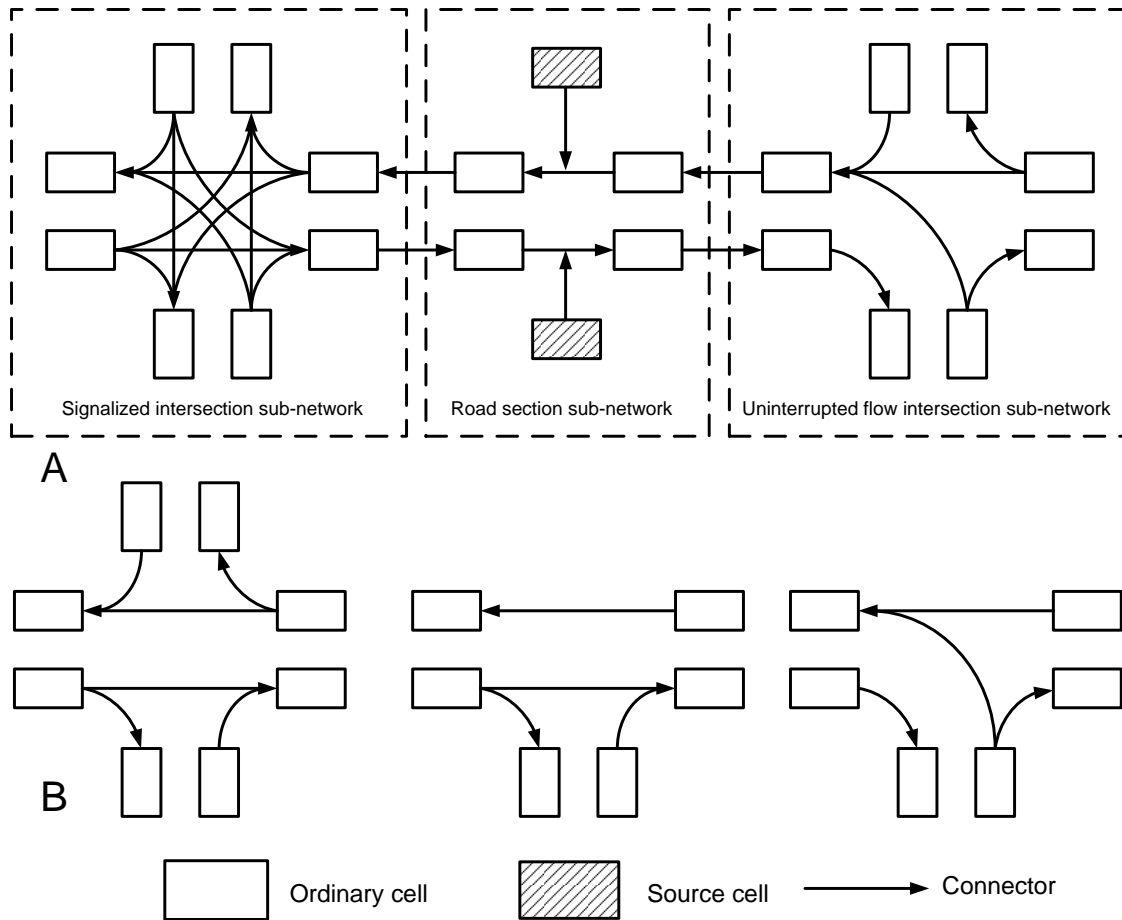 Signalized intersection sub-network
Road section sub-network
Uninterrupted flow intersection sub-network
A
B
Ordinary cell
Source cell
Connector